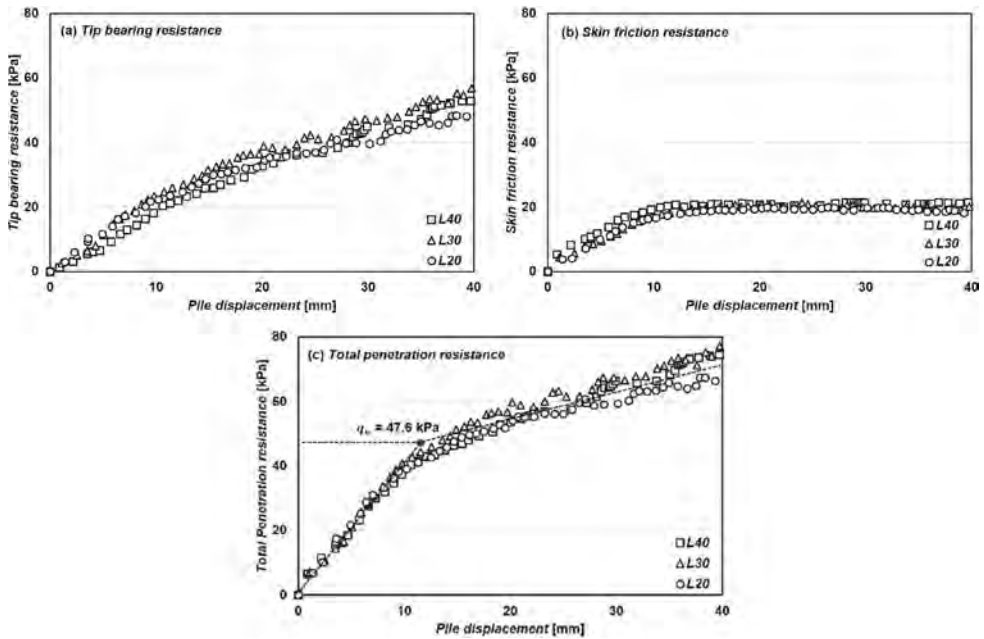 80
(a) Tip bearing resistance
60
40
20
0
Tip bearing resistance [kPa]
L40
L30
L20
0 10 20 30 40
Pile displacement [mm]
80
(b) Skin friction resistance
60
40
20
0
Skin friction resistance [kPa]
L40
L30
L20
0 10 20 30 40
Pile displacement [mm]
80
(c) Total penetration resistance
60
40
20
0
Total Penetration resistance [kPa]
= 47.6 kPa
L40
L30
L20
0 10 20 30 40
Pile displacement [mm]